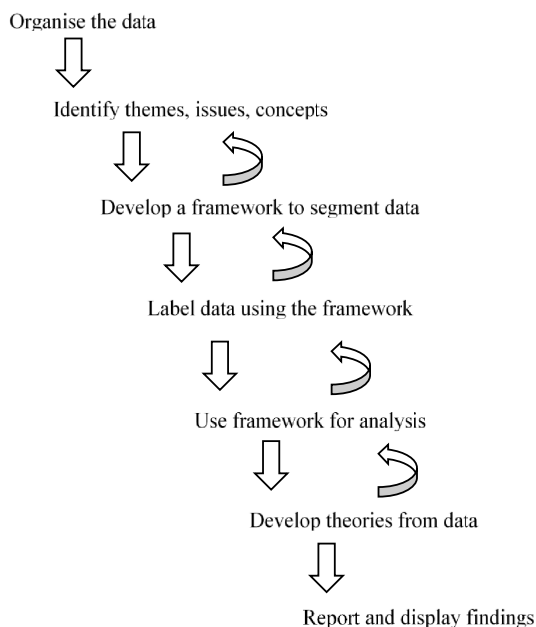 Organise the data
Identify themes, issues, concepts
Develop a framework to segment data
Label data using the framework
Use framework for analysis
Develop theories from data
Report and display findings